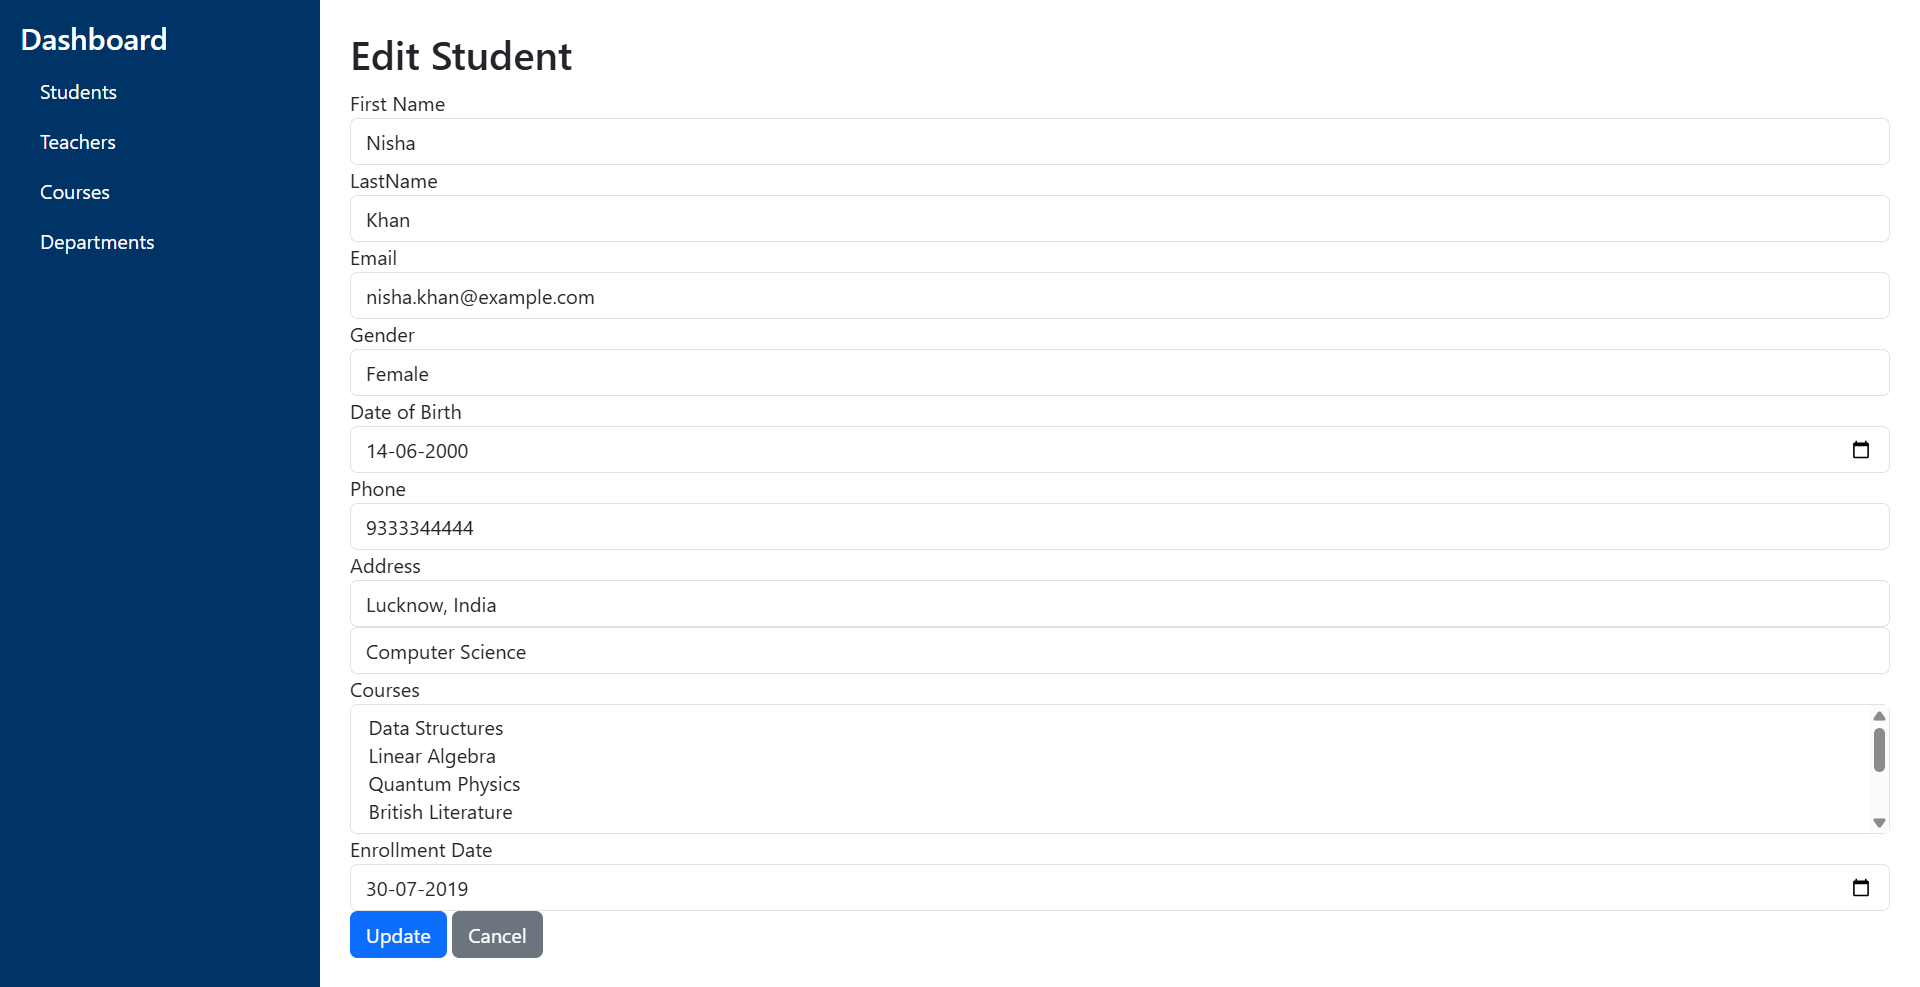 Dashboard
Students
Teachers
Courses
Departments
Edit Student
First Name
Nisha
LastName
Khan
Email
nisha.khan@example.com
Gender
Female
Date of Birth
14-06-2000
Phone
9333344444
Address
Lucknow, India
Computer Science
Courses
Data Structures
Linear Algebra
Quantum Physics
British Literature
Enrollment Date
30-07-2019
Update Cancel